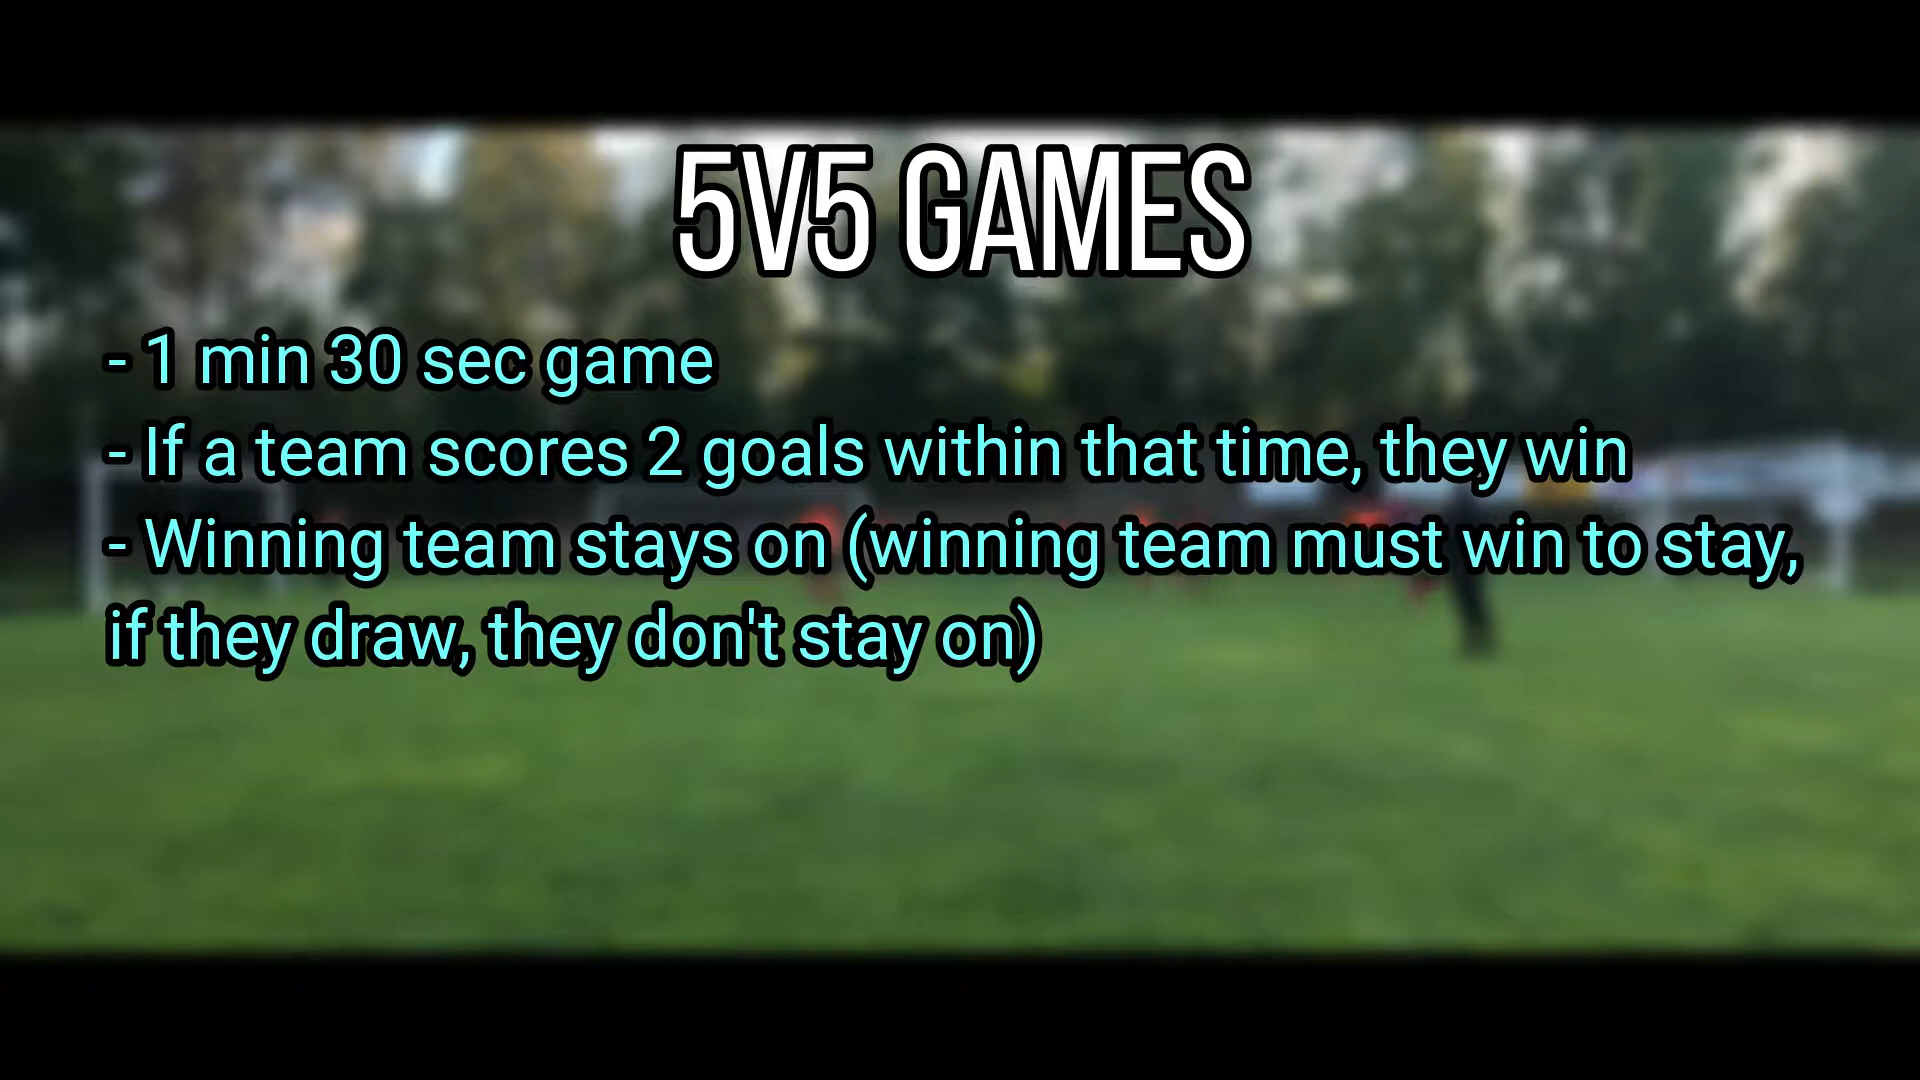 5V5 GAMES
- 1 min 30 sec game
- If a team scores 2 goals within that time, they win
- Winning team stays on (winning team must win to stay,
if they draw, they don't stay on)